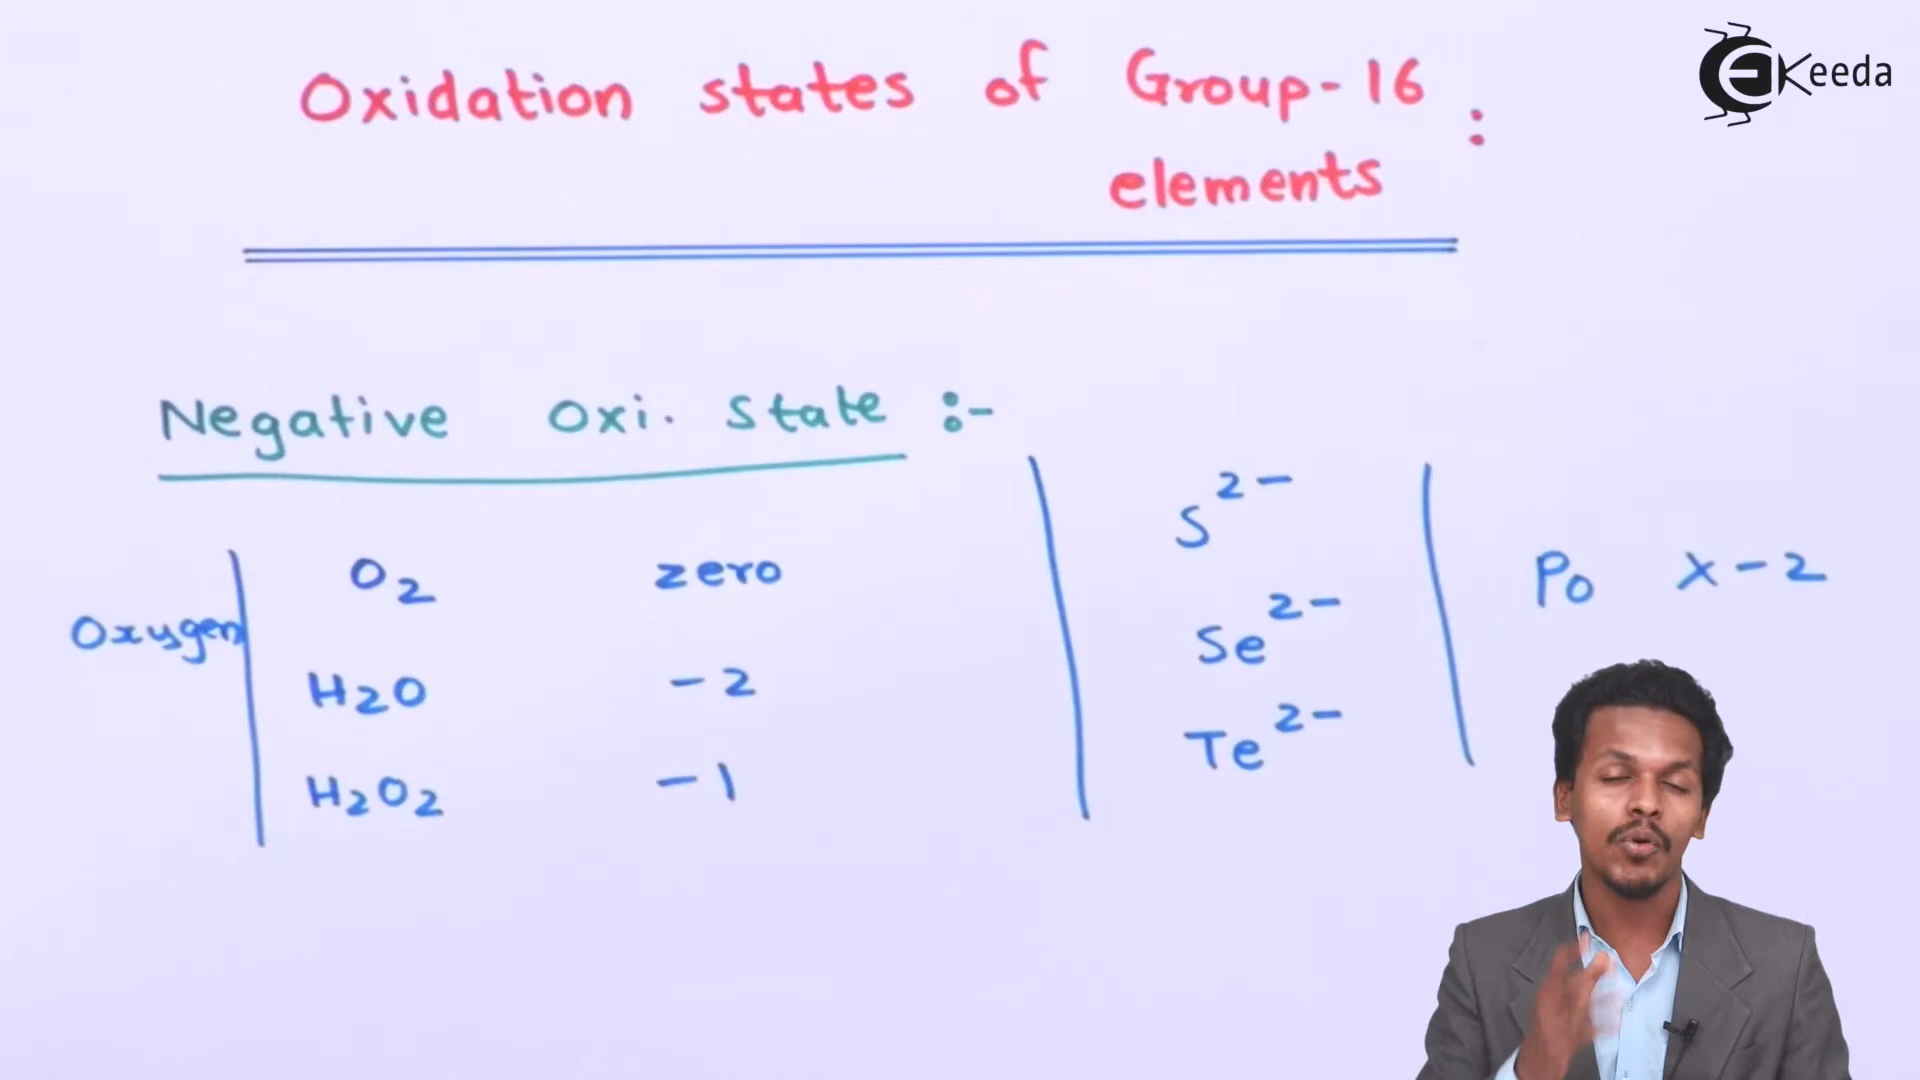 Oxidation states of Group-16 :
elements
EKeeda
Negative Oxi. state :-
Oxygen
O2 zero
H2O -2
H2O2 -1
S2-
Se2-
Te2-
Po X -2